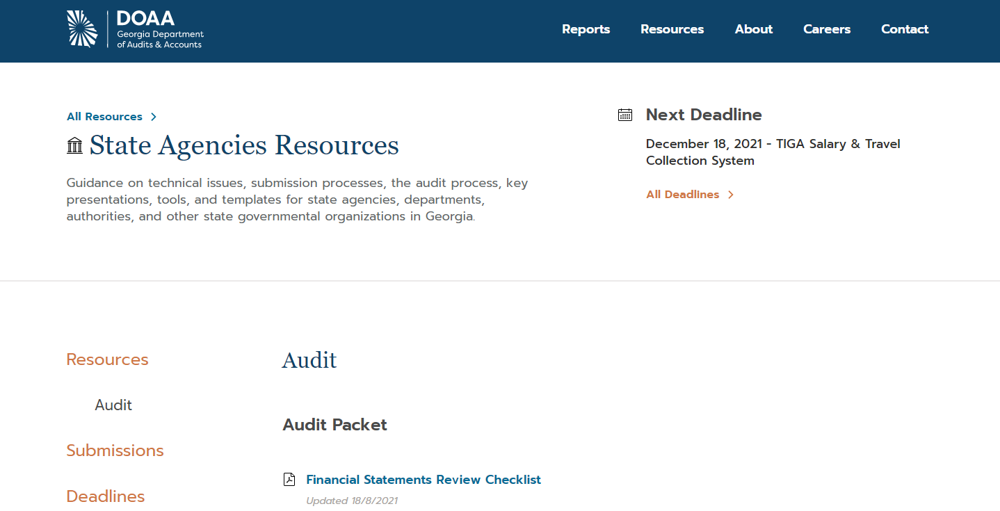 DOAA
Georgia Department
of Audits & Accounts
Reports
Resources
About
Careers
Contact
All Resources
State Agencies Resources
Guidance on technical issues, submission processes, the audit process, key
presentations, tools, and templates for state agencies, departments,
authorities, and other state governmental organizations in Georgia.
Next Deadline
December 18, 2021 - TIGA Salary & Travel
Collection System
All Deadlines
Resources
Audit
Submissions
Deadlines
Audit
Audit Packet
Financial Statements Review Checklist
Updated 18/8/2021